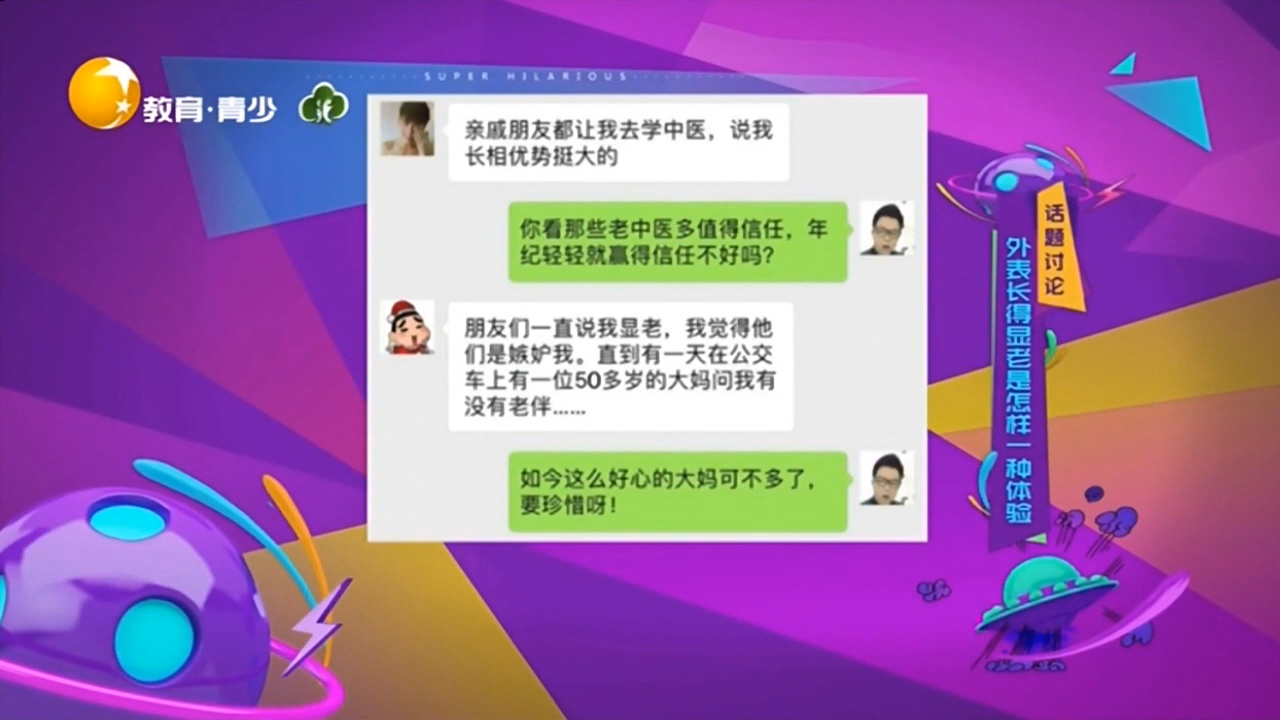 SUPER HILARIOUS
教育·青少
亲戚朋友都让我去学中医，说我
长相优势挺大的
你看那些老中医多值得信任，年
纪轻轻就赢得信任不好吗？
朋友们一直说我显老，我觉得他
们是嫉妒我。直到有一天在公交
车上有一位50多岁的大妈问我有
没有老伴……
如今这么好心的大妈可不多了，
要珍惜呀！
话题讨论
外表长得显老是怎样一种体验